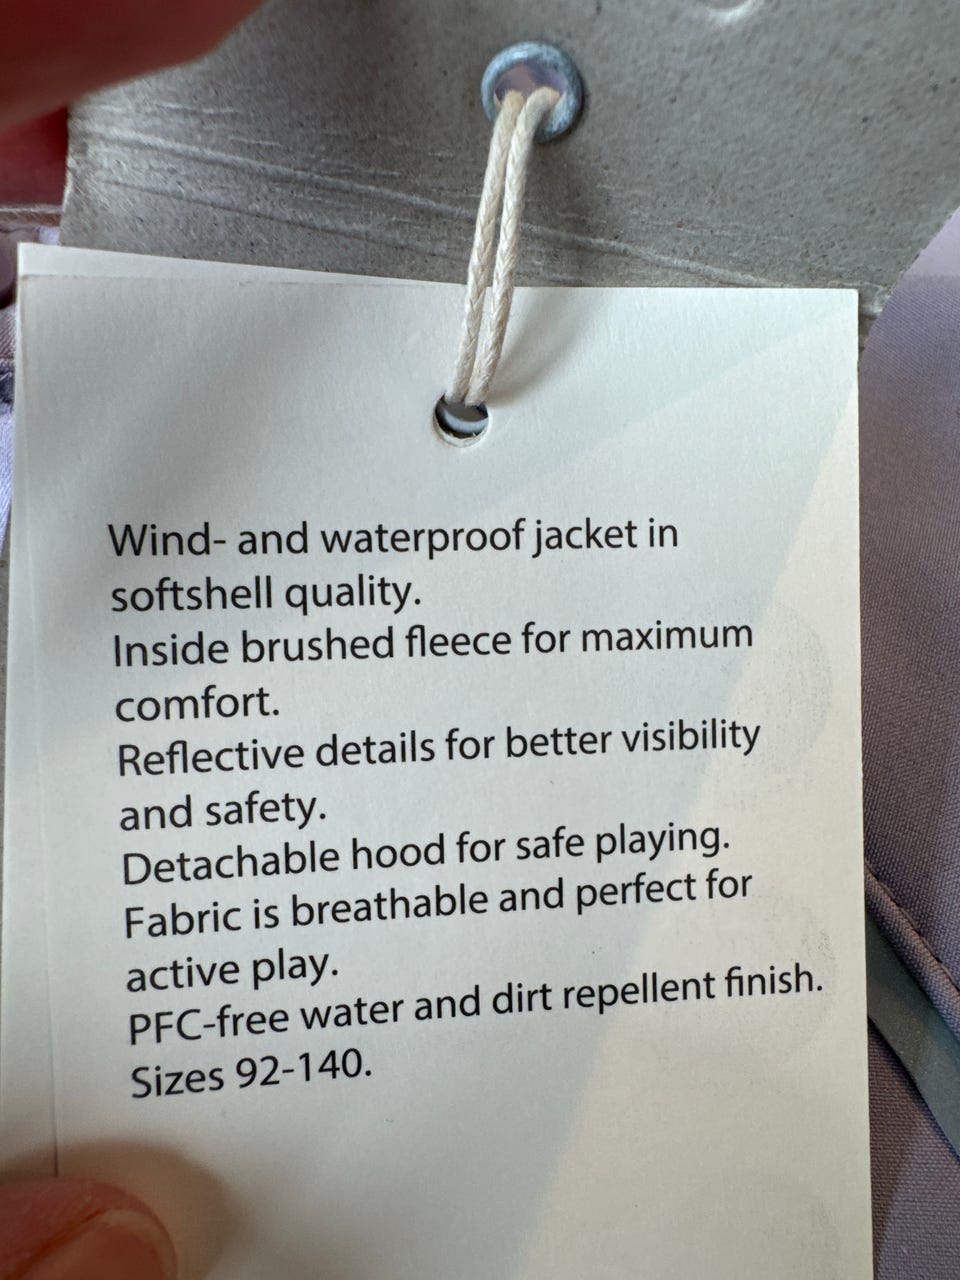 Wind- and waterproof jacket in
softshell quality.
Inside brushed fleece for maximum
comfort.
Reflective details for better visibility
and safety.
Detachable hood for safe playing.
Fabric is breathable and perfect for
active play.
PFC-free water and dirt repellent finish.
Sizes 92-140.